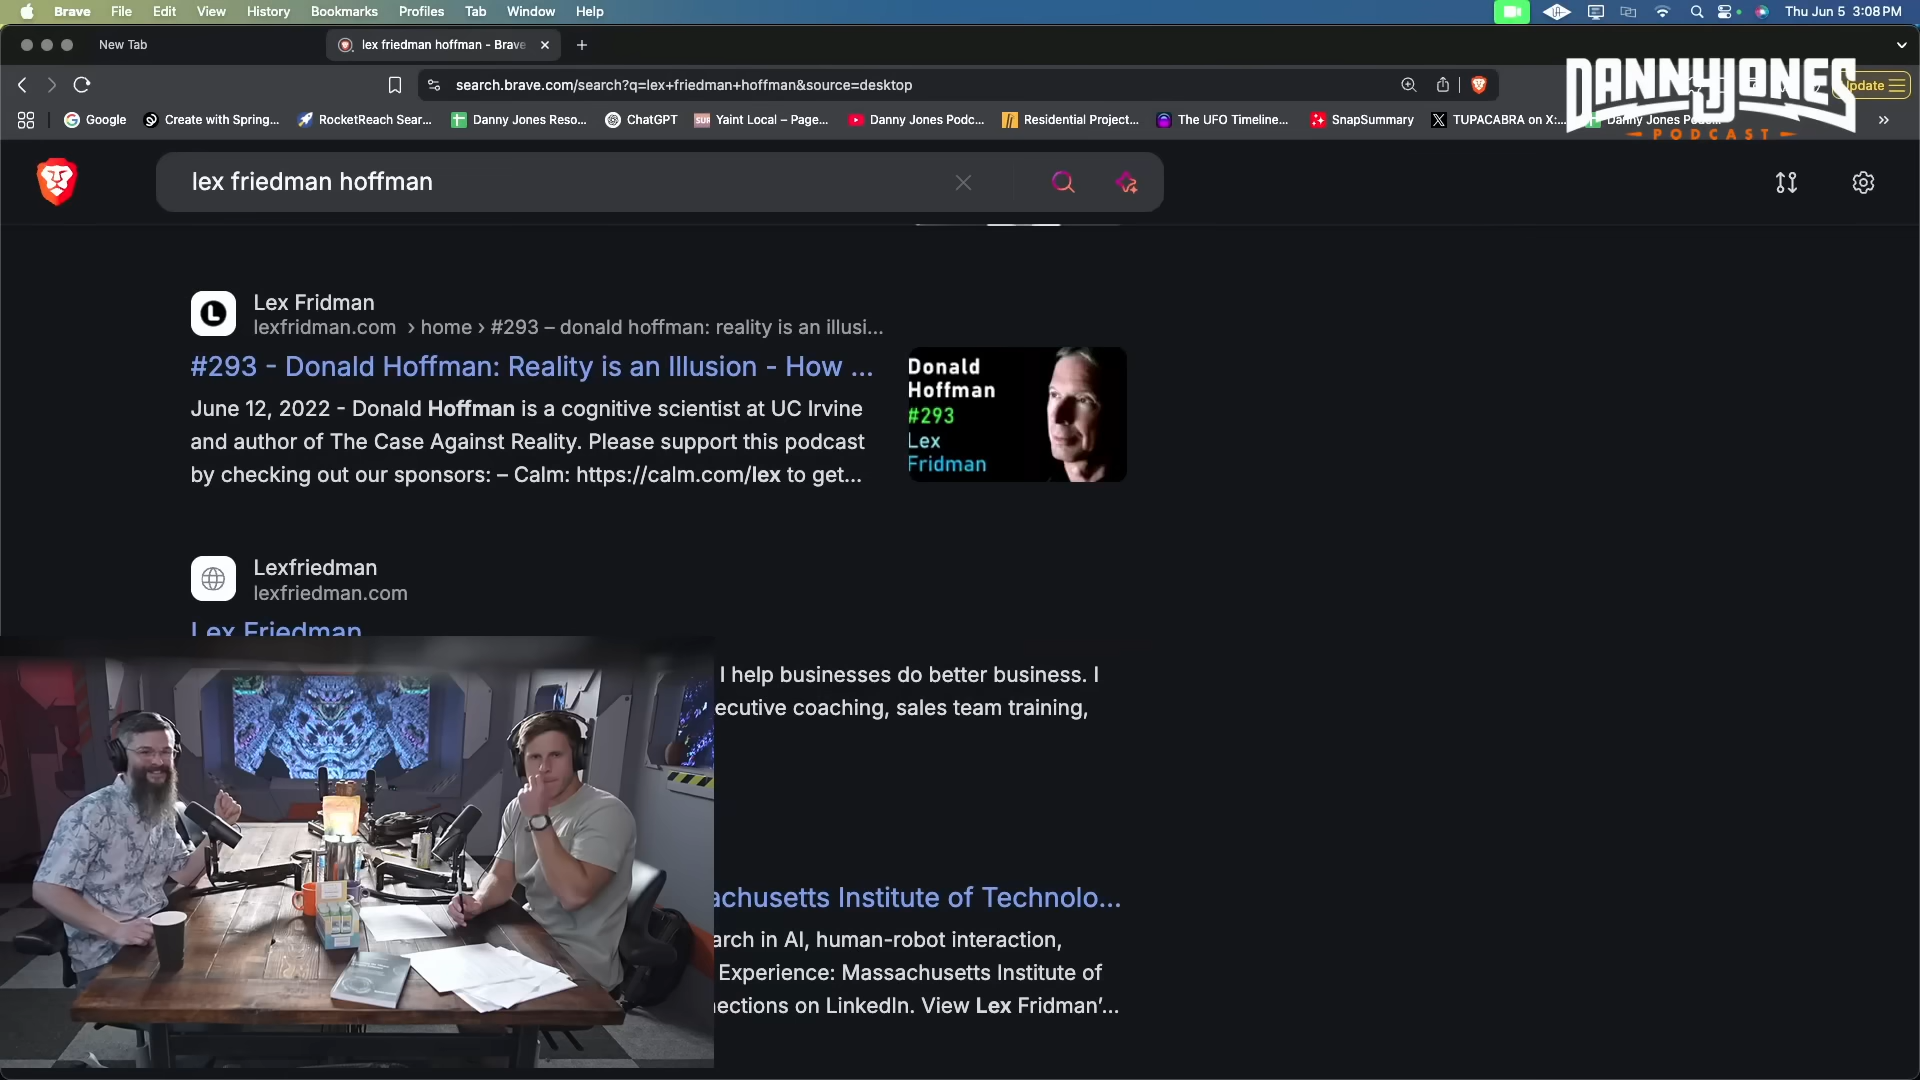 Brave File Edit View History Bookmarks Profiles Tab Window Help
Thu Jun 5 3:08 PM
New Tab
lex friedman hoffman - Brave
search.brave.com/search?q=lex+friedman+hoffman&source=desktop
Update
DANNY JONES
PODCAST
Google
Create with Spring...
RocketReach Sear...
Danny Jones Reso...
ChatGPT
Yaint Local – Page...
Danny Jones Podc...
Residential Project...
The UFO Timeline...
SnapSummary
TUPACABRA on X:...
Danny Jones Podc...
lex friedman hoffman
Lex Fridman
lexfridman.com › home › #293 – donald hoffman: reality is an illusi...
#293 - Donald Hoffman: Reality is an Illusion - How ...
June 12, 2022 - Donald Hoffman is a cognitive scientist at UC Irvine
and author of The Case Against Reality. Please support this podcast
by checking out our sponsors: – Calm: https://calm.com/lex to get...
Donald
Hoffman
#293
Lex
Fridman
Lexfriedman
lexfriedman.com
Lex Friedman
I help businesses do better business. I
ecutive coaching, sales team training,
achusetts Institute of Technolo...
arch in AI, human-robot interaction,
Experience: Massachusetts Institute of
nections on LinkedIn. View Lex Fridman'...